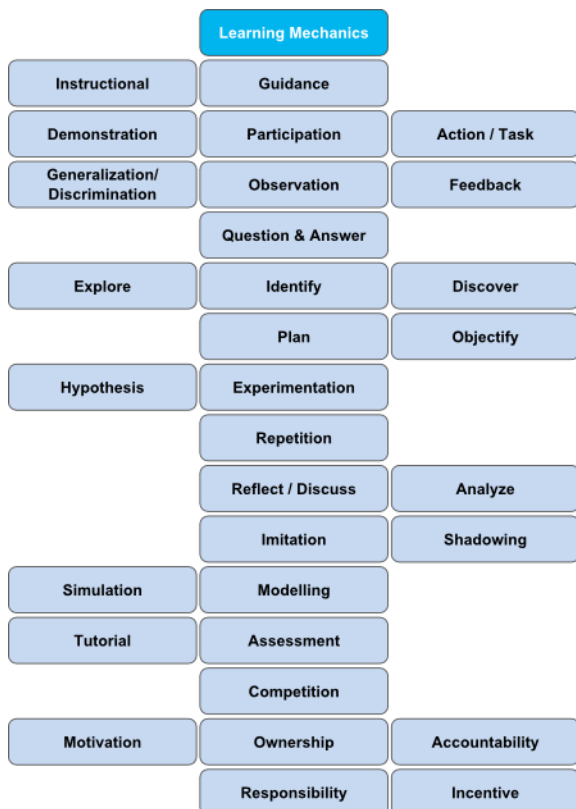 Learning Mechanics
Instructional
Guidance
Demonstration
Participation
Action / Task
Generalization/
Discrimination
Observation
Feedback
Question & Answer
Explore
Identify
Discover
Plan
Objectify
Hypothesis
Experimentation
Repetition
Reflect / Discuss
Analyze
Imitation
Shadowing
Simulation
Modelling
Tutorial
Assessment
Competition
Motivation
Ownership
Accountability
Responsibility
Incentive